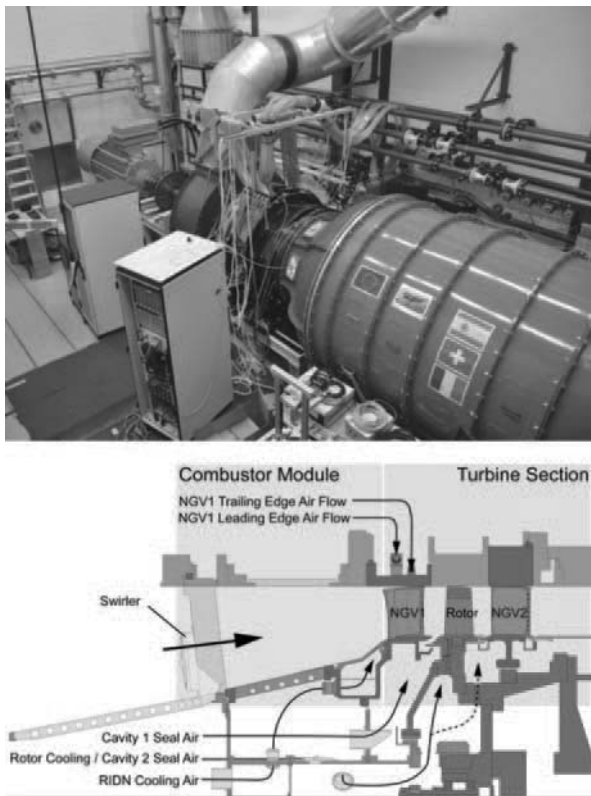 Combustor Module
Turbine Section
NGV1 Trailing Edge Air Flow
NGV1 Leading Edge Air Flow
Swirler
NGV1
Rotor
NGV2
Cavity 1 Seal Air
Rotor Cooling / Cavity 2 Seal Air
RIDN Cooling Air